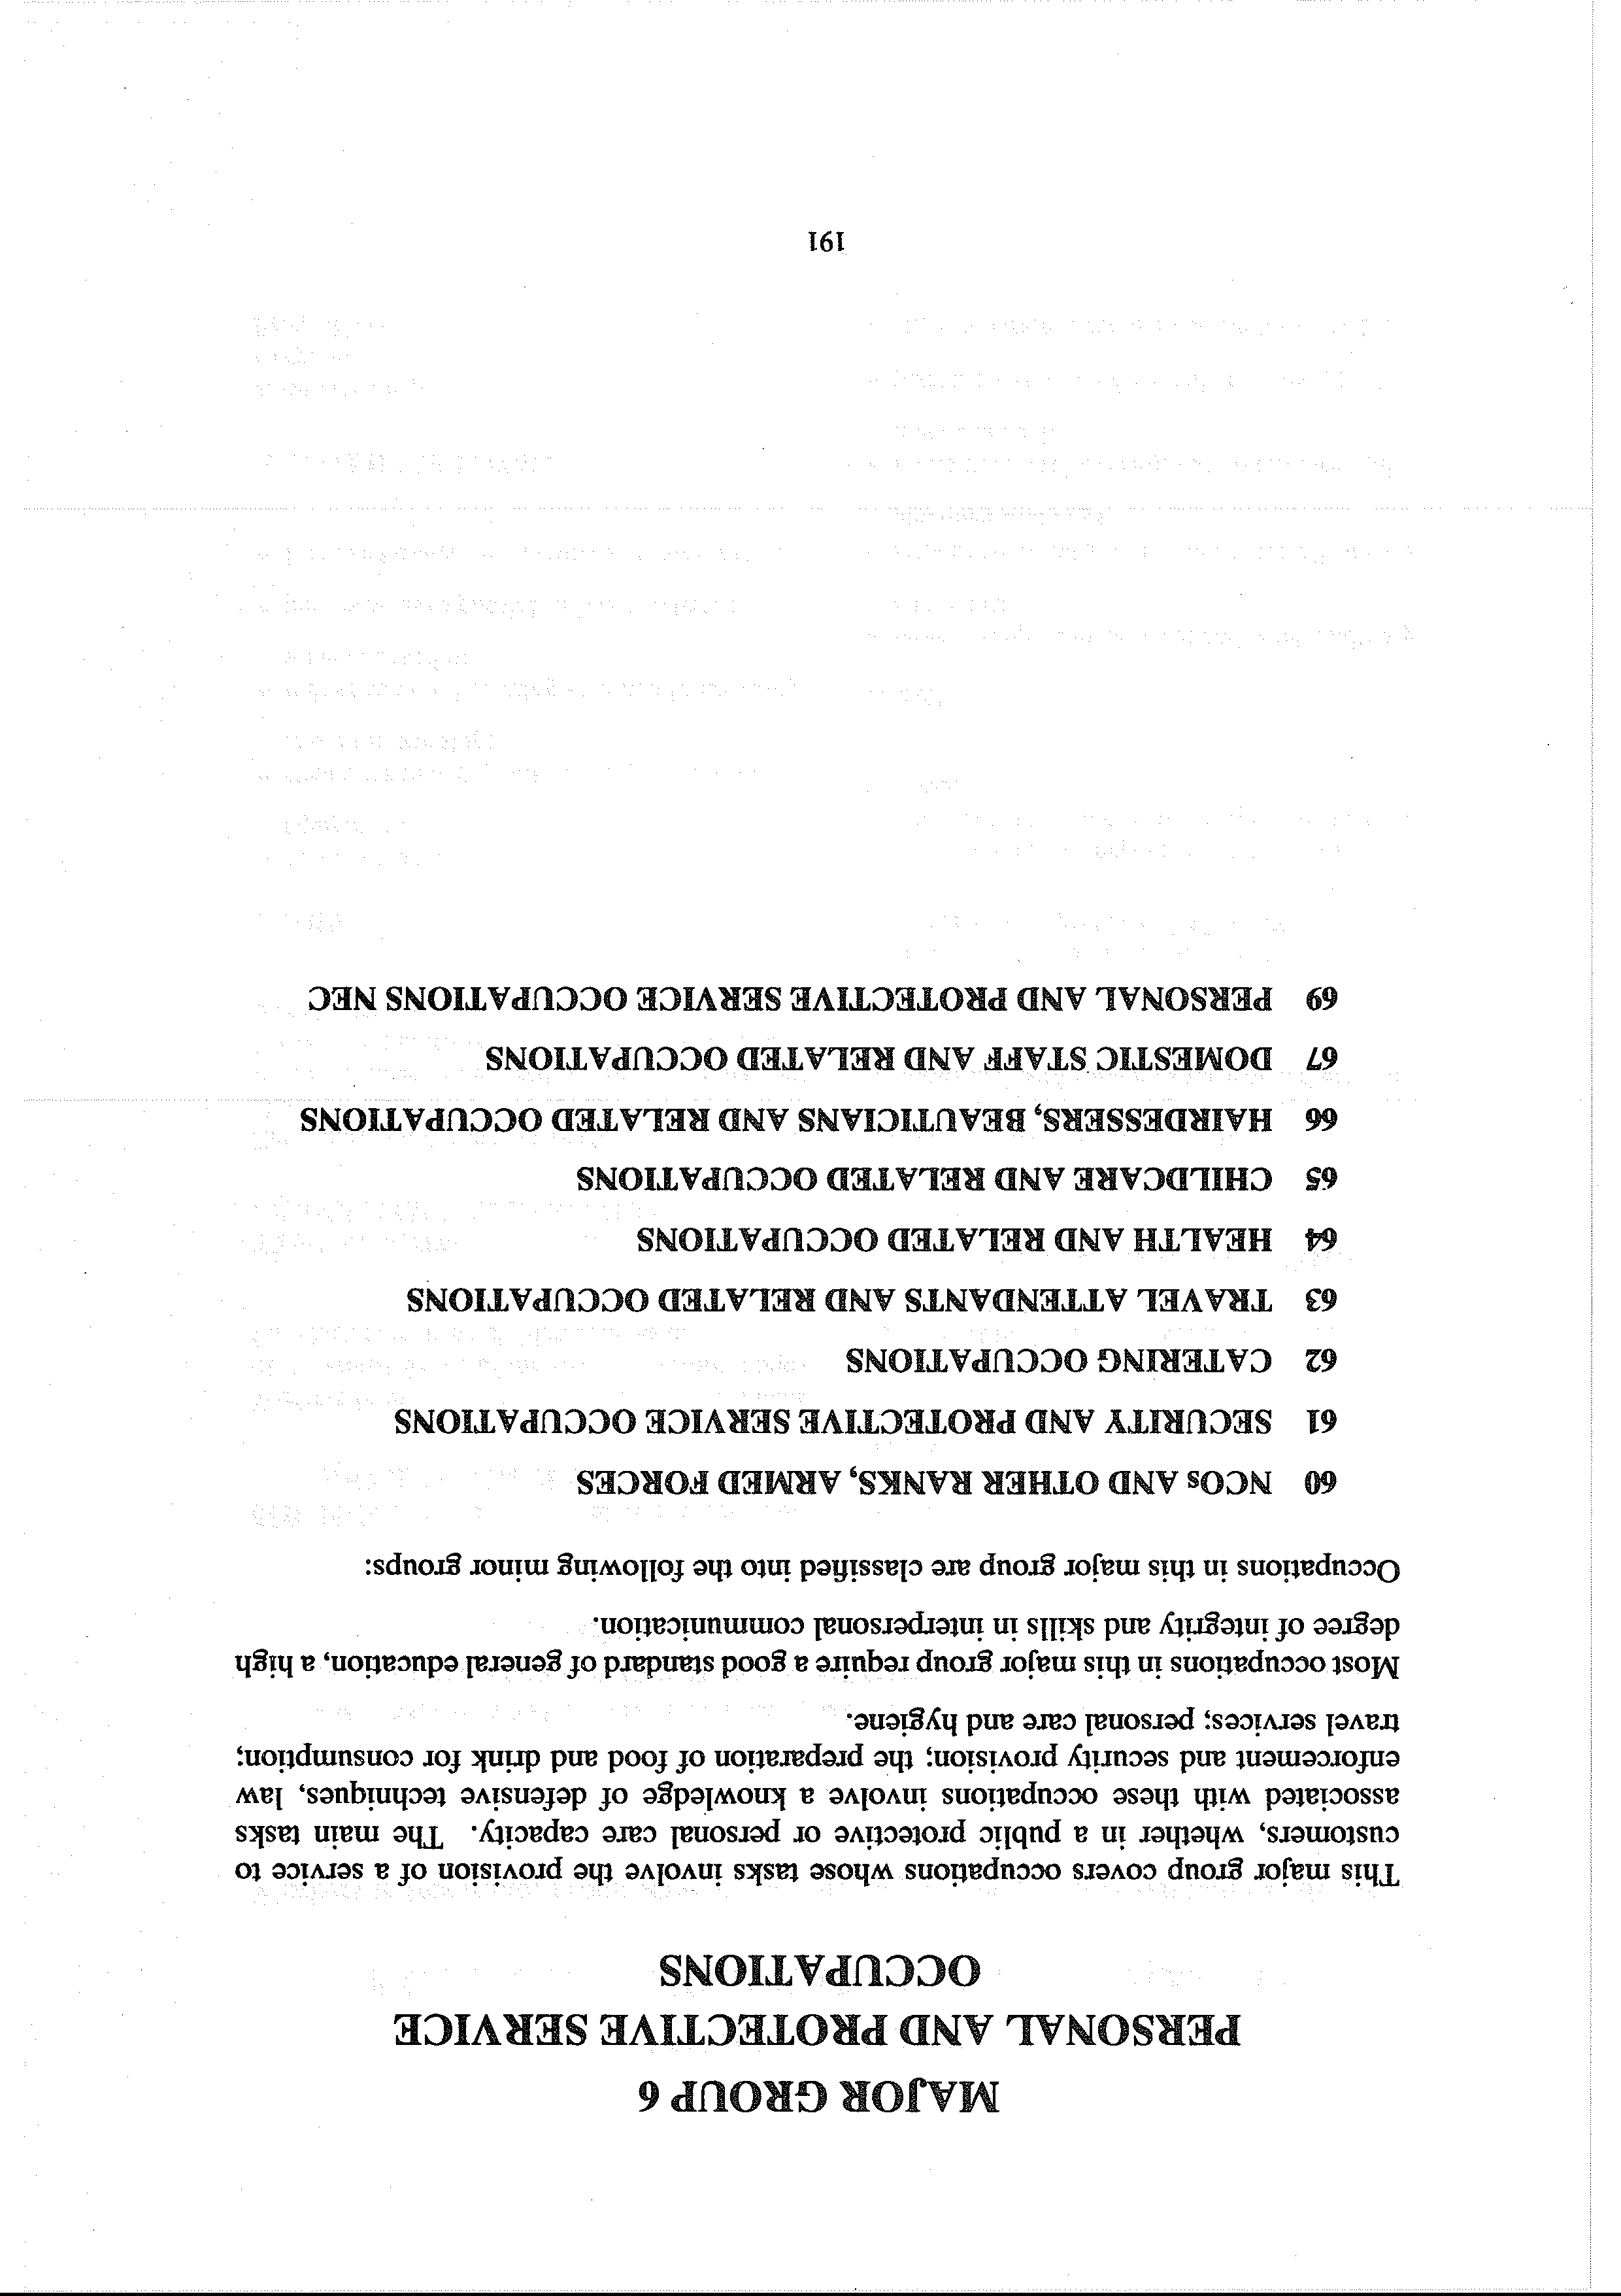 MAJOR GROUP 6
PERSONAL AND PROTECTIVE SERVICE
OCCUPATIONS
This major group covers occupations whose tasks involve the provision of a service to
customers, whether in a public protective or personal care capacity. The main tasks
associated with these occupations involve a knowledge of defensive techniques, law
enforcement and security provision; the preparation of food and drink for consumption;
travel services; personal care and hygiene.
Most occupations in this major group require a good standard of general education, a high
degree of integrity and skills in interpersonal communication.
Occupations in this major group are classified into the following minor groups:
60 NCOs AND OTHER RANKS, ARMED FORCES
61 SECURITY AND PROTECTIVE SERVICE OCCUPATIONS
62 CATERING OCCUPATIONS
63 TRAVEL ATTENDANTS AND RELATED OCCUPATIONS
64 HEALTH AND RELATED OCCUPATIONS
65 CHILDCARE AND RELATED OCCUPATIONS
66 HAIRDESSERS, BEAUTICIANS AND RELATED OCCUPATIONS
67 DOMESTIC STAFF AND RELATED OCCUPATIONS
69 PERSONAL AND PROTECTIVE SERVICE OCCUPATIONS NEC
191